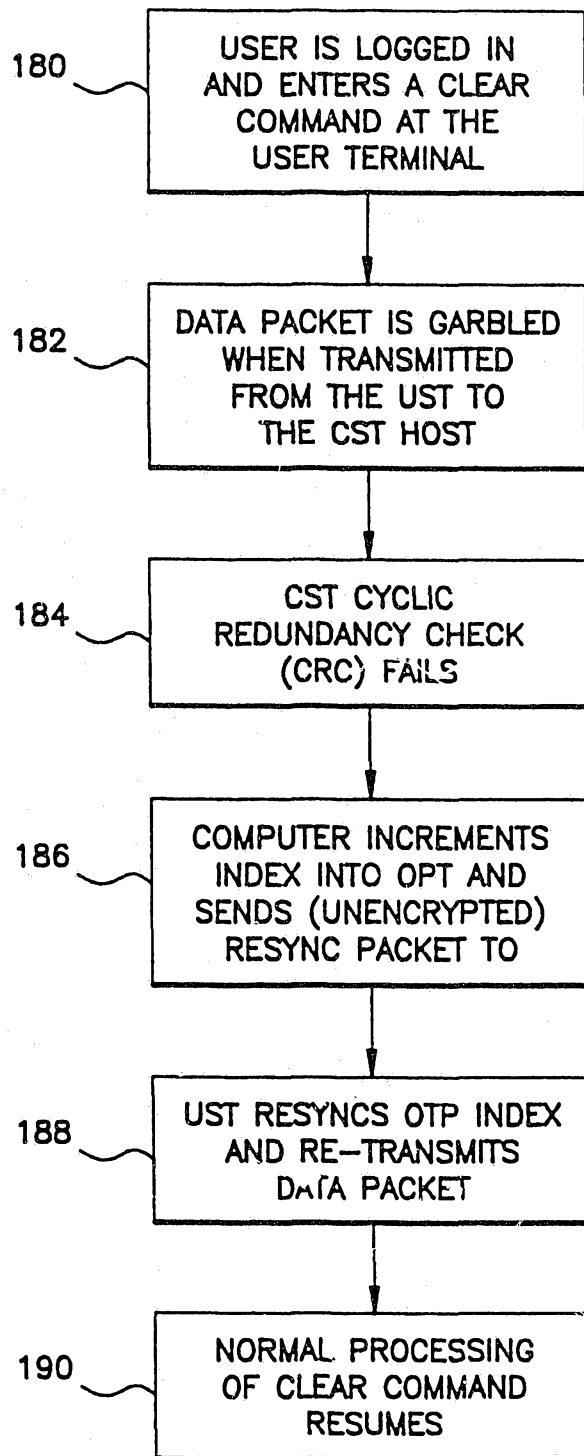 180
USER IS LOGGED IN
AND ENTERS A CLEAR
COMMAND AT THE
USER TERMINAL
182
DATA PACKET IS GARBLED
WHEN TRANSMITTED
FROM THE UST TO
THE CST HOST
184
CST CYCLIC
REDUNDANCY CHECK
(CRC) FAILS
186
COMPUTER INCREMENTS
INDEX INTO OPT AND
SENDS (UNENCRYPTED)
RESYNC PACKET TO
188
UST RESYNCS OTP INDEX
AND RE-TRANSMITS
DATA PACKET
190
NORMAL PROCESSING
OF CLEAR COMMAND
RESUMES